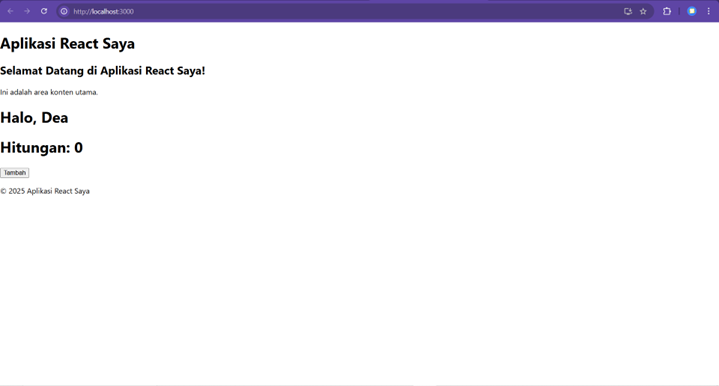 http://localhost:3000
Aplikasi React Saya
Selamat Datang di Aplikasi React Saya!
Ini adalah area konten utama.
Halo, Dea
Hitungan: 0
Tambah
© 2025 Aplikasi React Saya